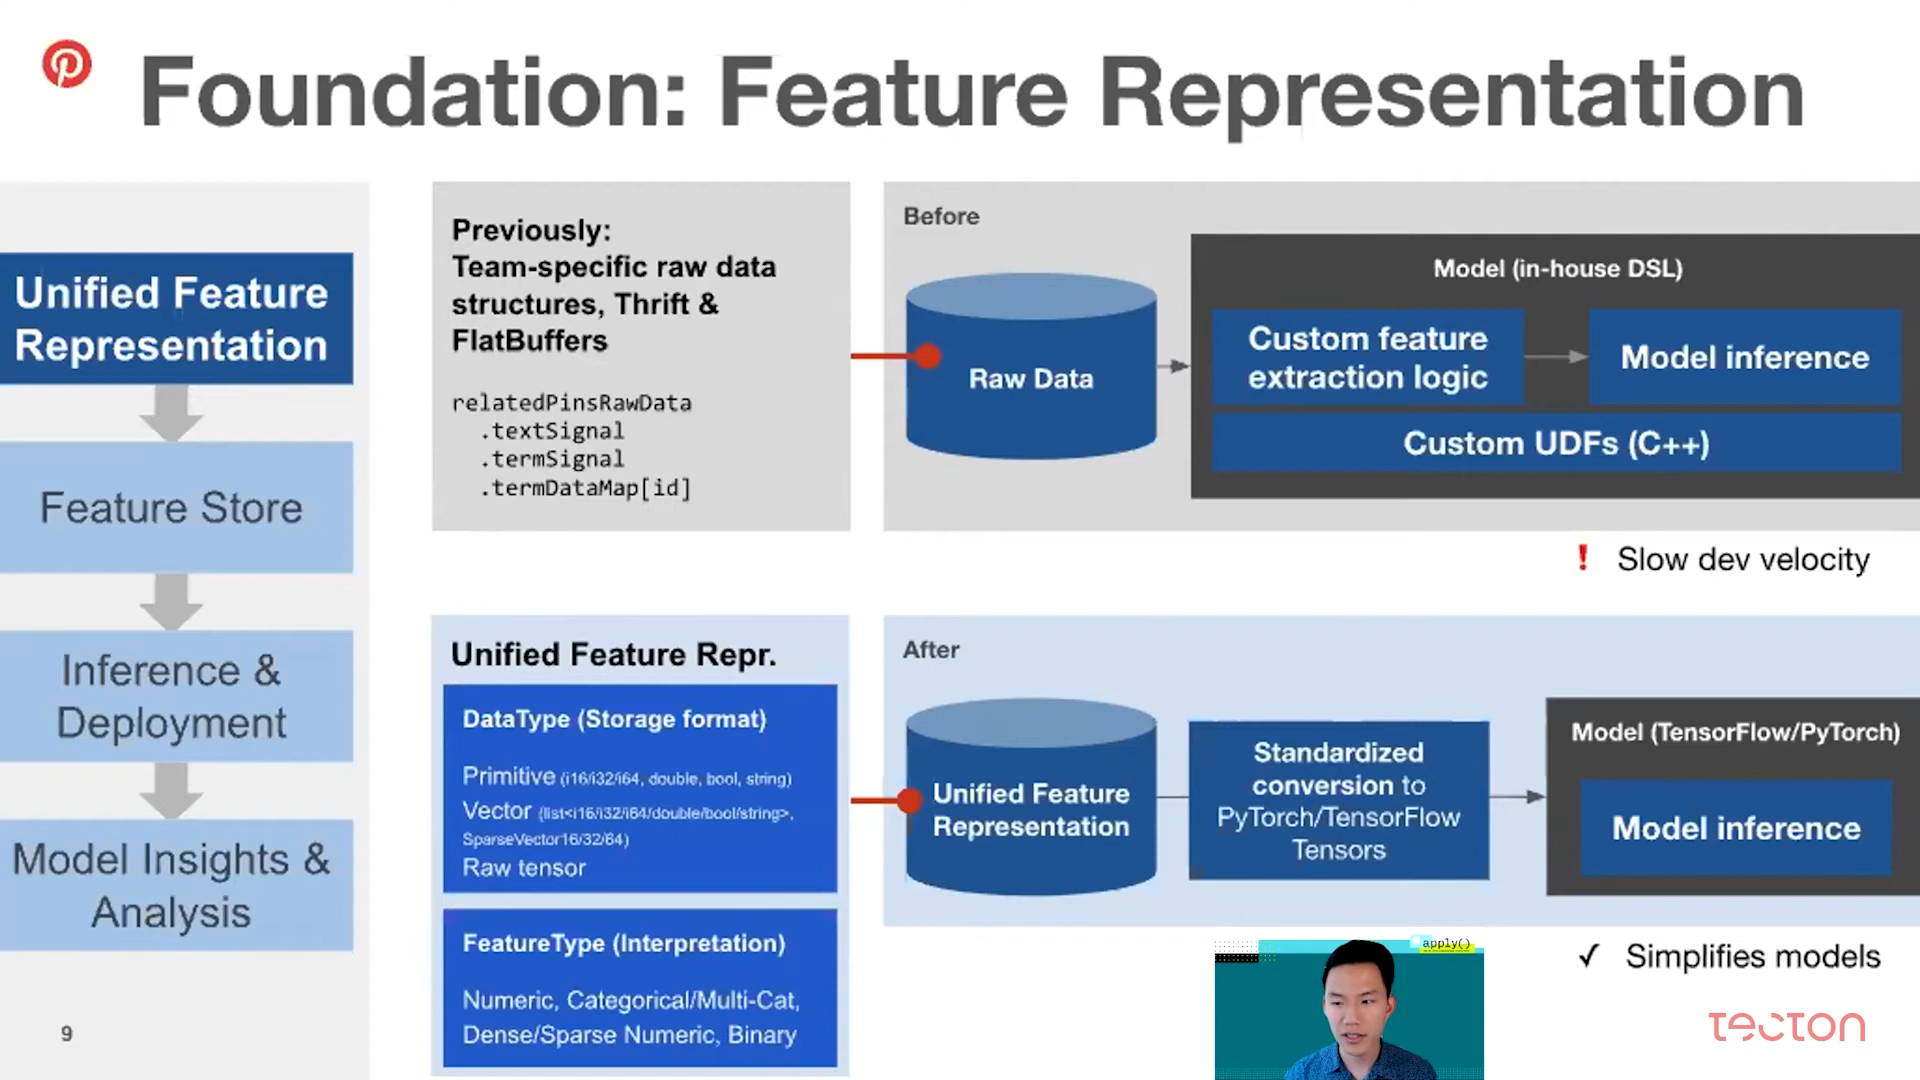 Foundation: Feature Representation
Unified Feature
Representation
Feature Store
Inference &
Deployment
Model Insights &
Analysis
9
Previously:
Team-specific raw data
structures, Thrift &
FlatBuffers
relatedPinsRawData
.textSignal
.termSignal
.termDataMap[id]
Before
Raw Data
Model (in-house DSL)
Custom feature
extraction logic
Model inference
Custom UDFs (C++)
! Slow dev velocity
Unified Feature Repr.
DataType (Storage format)
Primitive (i16/i32/i64, double, bool, string)
Vector (list<i16/i32/i64/double/bool/string>,
SparseVector16/32/64)
Raw tensor
FeatureType (Interpretation)
Numeric, Categorical/Multi-Cat,
Dense/Sparse Numeric, Binary
After
Unified Feature
Representation
Standardized
conversion to
PyTorch/TensorFlow
Tensors
Model (TensorFlow/PyTorch)
Model inference
✓ Simplifies models
apply()
tecton